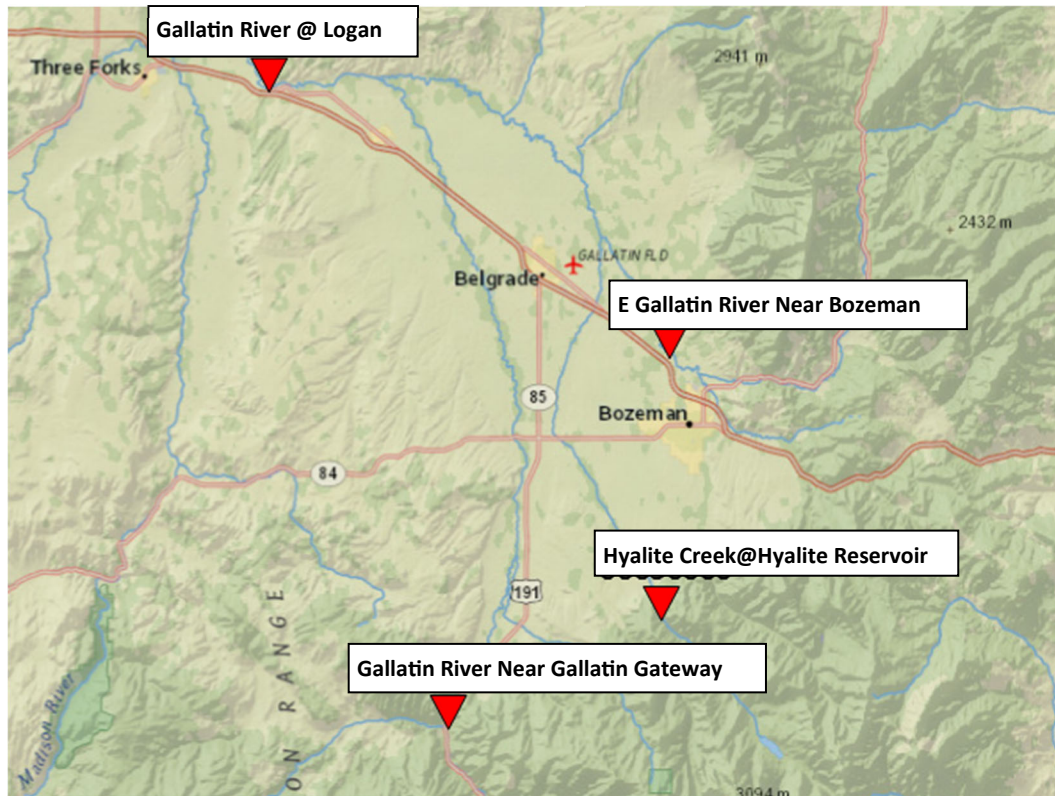 Gallatin River @ Logan
2941 m
Three Forks
2432 m
GALLATIN FLD
Belgrade
E Gallatin River Near Bozeman
85
Bozeman
84
Hyalite Creek@Hyalite Reservoir
191
ON RANGE
Gallatin River Near Gallatin Gateway
Madison River
3094 m